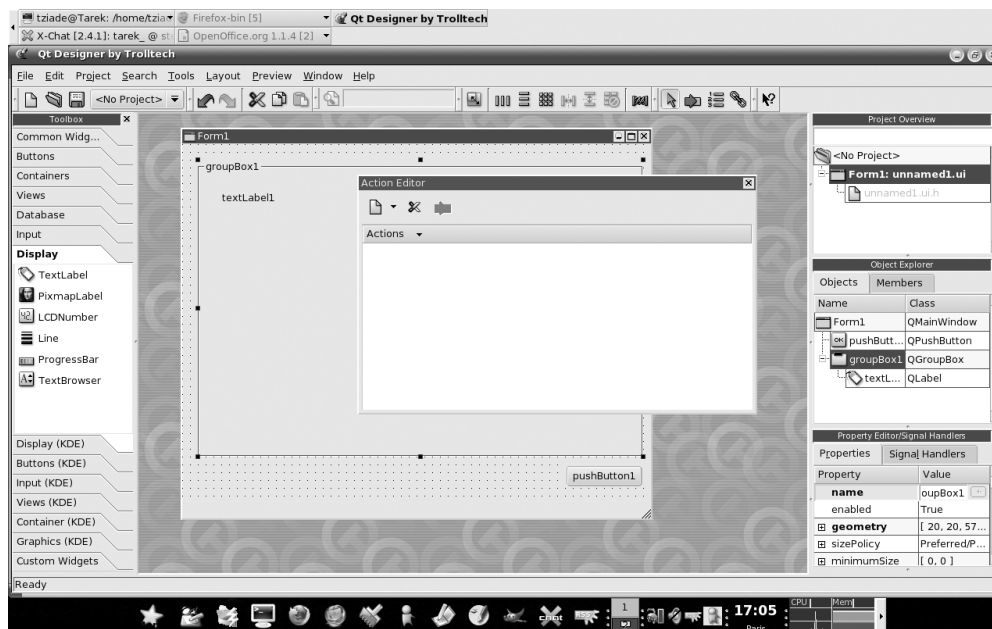 tziade@Tarek: /home/tzia
Firefox-bin [5]
Qt Designer by Trolltech
X-Chat [2.4.1]: tarek_ @ st
OpenOffice.org 1.1.4 [2]
Qt Designer by Trolltech
File Edit Project Search Tools Layout Preview Window Help
<No Project>
Toolbox
Common Widg...
Buttons
Containers
Views
Database
Input
Display
TextLabel
PixmapLabel
LCDNumber
Line
ProgressBar
TextBrowser
Display (KDE)
Buttons (KDE)
Input (KDE)
Views (KDE)
Container (KDE)
Graphics (KDE)
Custom Widgets
Form1
groupBox1
textLabel1
pushButton1
Action Editor
Actions
Project Overview
<No Project>
Form1: unnamed1.ui
unnamed1.ui.h
Object Explorer
Objects Members
Name Class
Form1 QMainWindow
pushButt... QPushButton
groupBox1 QGroupBox
textL... QLabel
Property Editor/Signal Handlers
Properties Signal Handlers
Property Value
name oupBox1
enabled True
geometry [ 20, 20, 57...
sizePolicy Preferred/P...
minimumSize [ 0, 0 ]
Ready
1
17:05
Paris
CPU
Mem